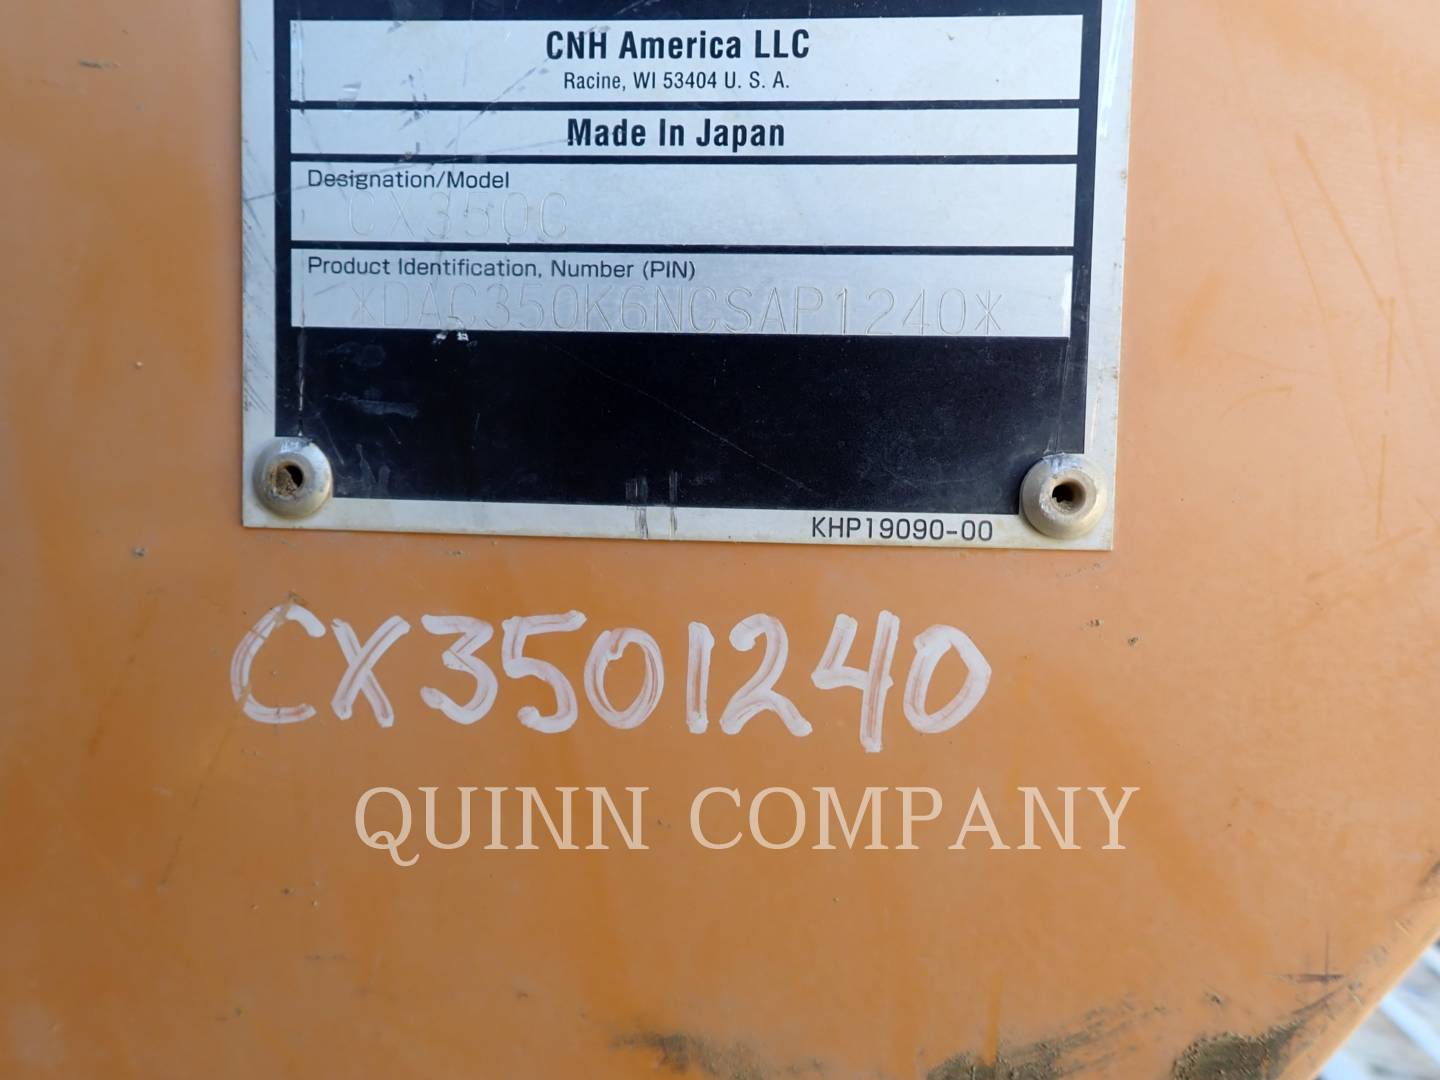 CNH America LLC
Racine, WI 53404 U. S. A.
Made In Japan
Designation/Model
CX350C
Product Identification, Number (PIN)
*DAC350K6NCSAP1240*
KHP19090-00
CX3501240
QUINN COMPANY